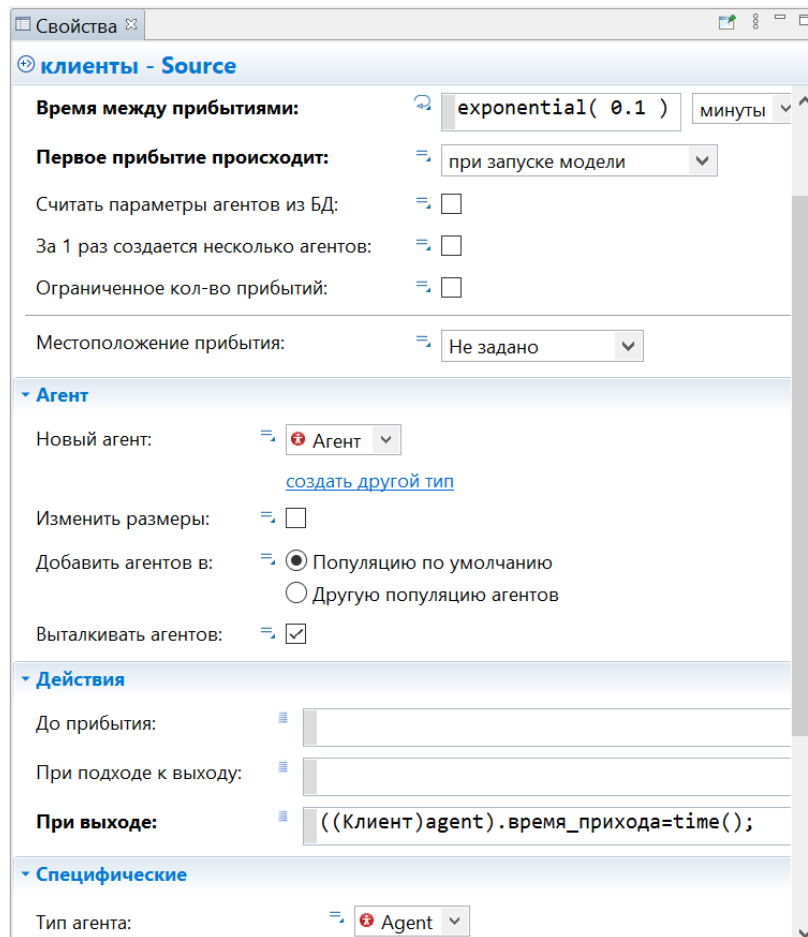 Свойства
клиенты - Source
Время между прибытиями: exponential( 0.1 ) минуты
Первое прибытие происходит: при запуске модели
Считать параметры агентов из БД:
За 1 раз создается несколько агентов:
Ограниченное кол-во прибытий:
Местоположение прибытия: Не задано
Агент
Новый агент: Агент
создать другой тип
Изменить размеры:
Добавить агентов в: Популяцию по умолчанию
Другую популяцию агентов
Выталкивать агентов:
Действия
До прибытия:
При подходе к выходу:
При выходе: ((Клиент)agent).время_прихода=time();
Специфические
Тип агента: Agent